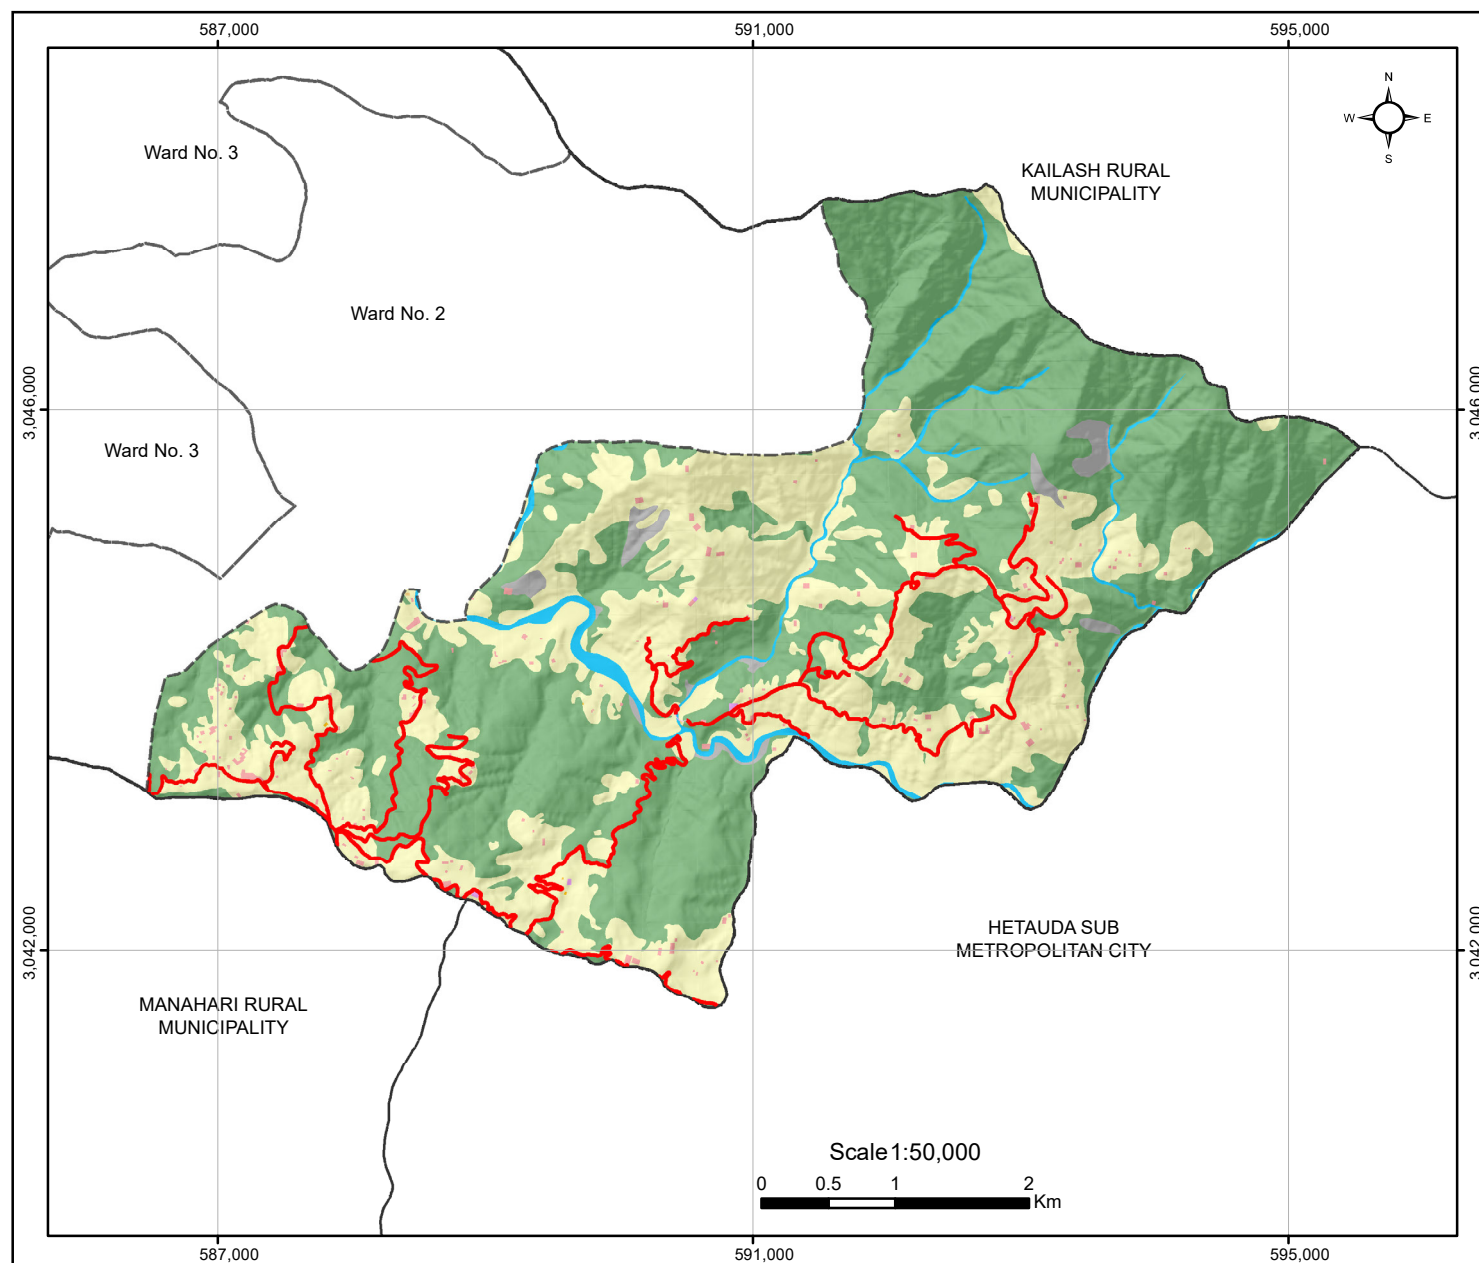 587,000
591,000
595,000
N
W
E
S
Ward No. 3
KAILASH RURAL
MUNICIPALITY
Ward No. 2
3,046,000
3,046,000
Ward No. 3
HETAUDA SUB
METROPOLITAN CITY
3,042,000
3,042,000
MANAHARI RURAL
MUNICIPALITY
Scale 1:50,000
0 0.5 1 2
Km
587,000
591,000
595,000